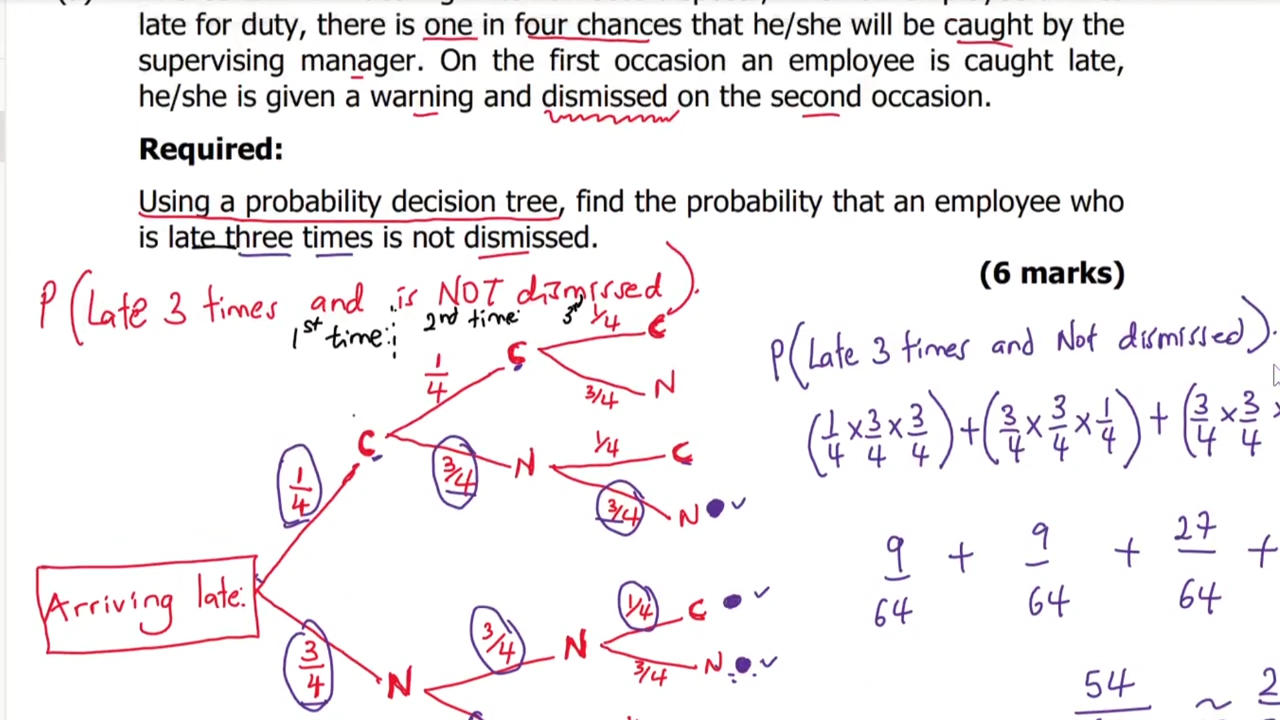 late for duty, there is one in four chances that he/she will be caught by the
supervising manager. On the first occasion an employee is caught late,
he/she is given a warning and dismissed on the second occasion.
Required:
Using a probability decision tree, find the probability that an employee who
is late three times is not dismissed.
(6 marks)
P(Late 3 times and is NOT dismissed).
1st time:
2nd time:
3rd
1/4
C
C
1/4
3/4
N
C
1/4
3/4
N
1/4
C
3/4
N
Arriving late:
3/4
N
3/4
N
1/4
C
3/4
N
P(Late 3 times and Not dismissed).
(1/4 × 3/4 × 3/4) + (3/4 × 3/4 × 1/4) + (3/4 × 3/4 ×
9/64 + 9/64 + 27/64 +
54
~ 2